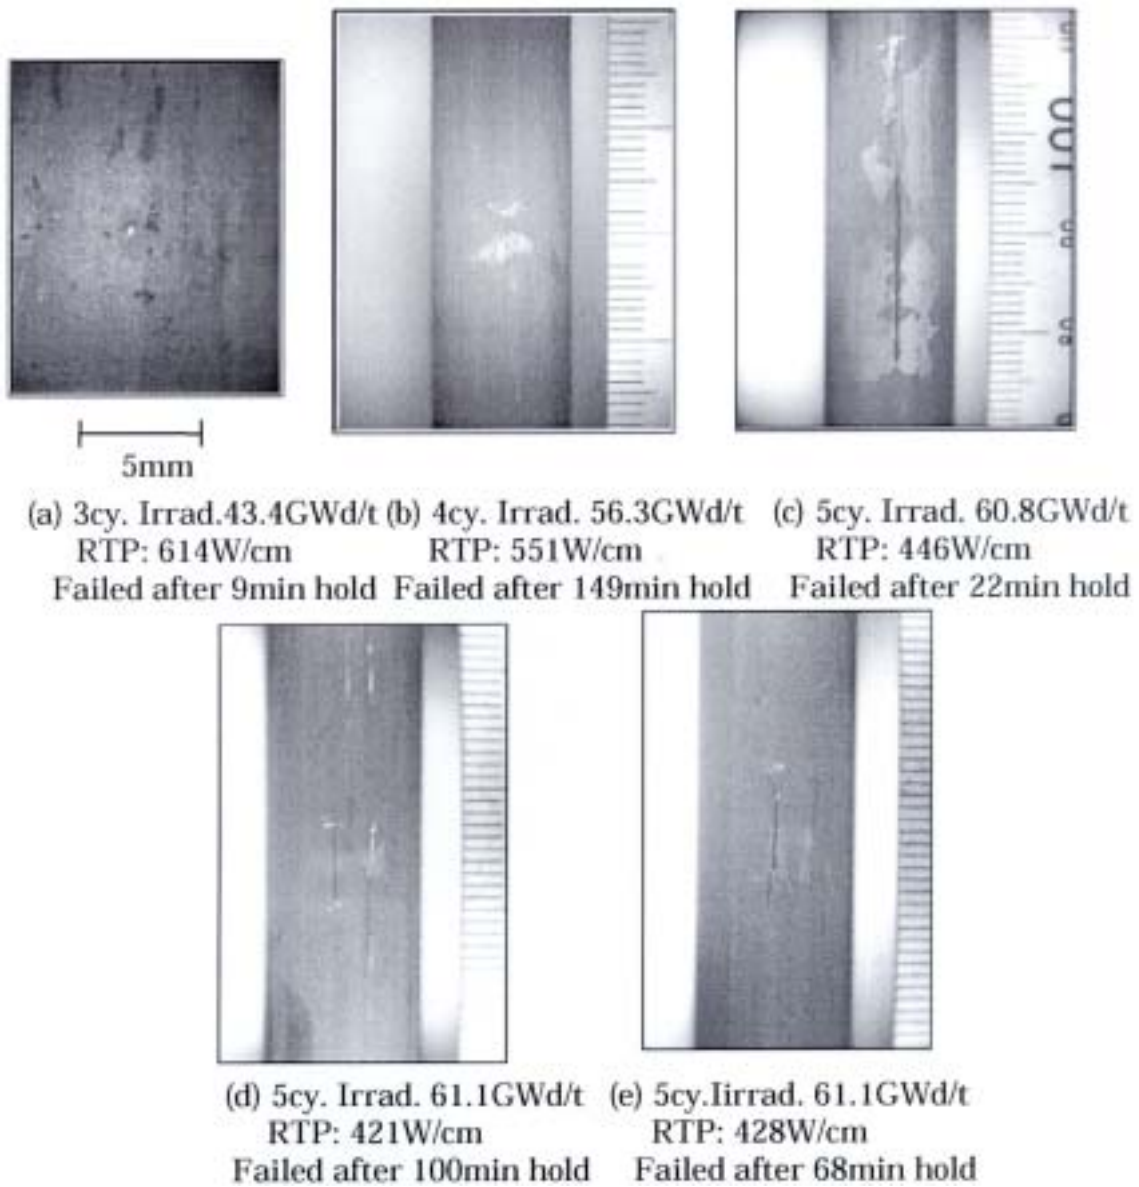 5mm
(a) 3cy. Irrad.43.4GWd/t (b) 4cy. Irrad. 56.3GWd/t (c) 5cy. Irrad. 60.8GWd/t
RTP: 614W/cm RTP: 551W/cm RTP: 446W/cm
Failed after 9min hold Failed after 149min hold Failed after 22min hold
(d) 5cy. Irrad. 61.1GWd/t (e) 5cy.Iirrad. 61.1GWd/t
RTP: 421W/cm RTP: 428W/cm
Failed after 100min hold Failed after 68min hold